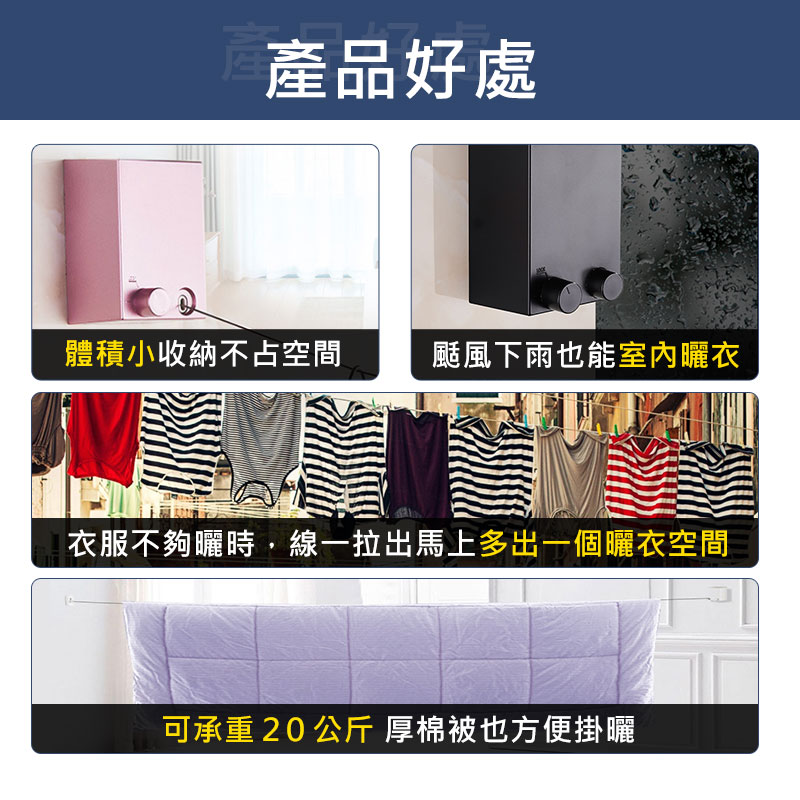 產品好處
體積小收納不占空間
颳風下雨也能室內曬衣
衣服不夠曬時，線一拉出馬上多出一個曬衣空間
可承重20公斤 厚棉被也方便掛曬